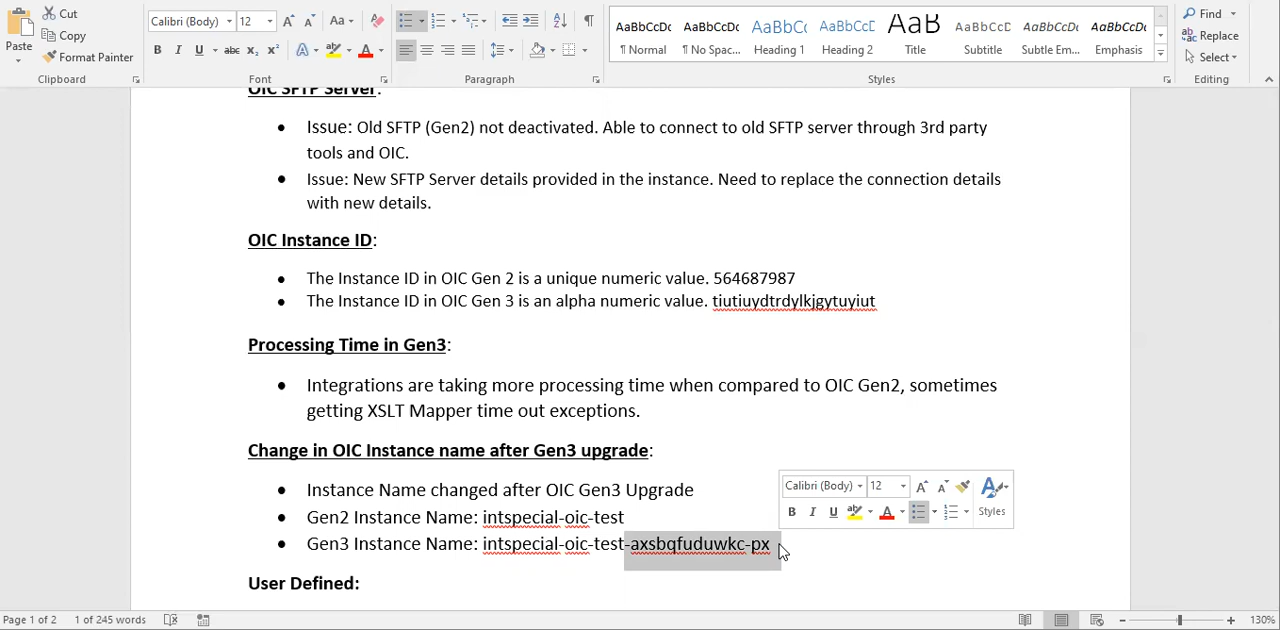 Cut
Copy
Format Painter
Paste
Clipboard
Calibri (Body) 12 A A Aa
B I U abc x₂ x² A A
Font
Paragraph
AaBbCcDc AaBbCcDc AaBbCc AaBbCcD AaB AaBbCcD AaBbCcDt AaBbCcDt
¶ Normal ¶ No Spac... Heading 1 Heading 2 Title Subtitle Subtle Em... Emphasis
Styles
Find
Replace
Select
Editing
OIC SFTP Server:
• Issue: Old SFTP (Gen2) not deactivated. Able to connect to old SFTP server through 3rd party
tools and OIC.
• Issue: New SFTP Server details provided in the instance. Need to replace the connection details
with new details.
OIC Instance ID:
• The Instance ID in OIC Gen 2 is a unique numeric value. 564687987
• The Instance ID in OIC Gen 3 is an alpha numeric value. tiutiuydtrdylkjgytuyiut
Processing Time in Gen3:
• Integrations are taking more processing time when compared to OIC Gen2, sometimes
getting XSLT Mapper time out exceptions.
Change in OIC Instance name after Gen3 upgrade:
• Instance Name changed after OIC Gen3 Upgrade
• Gen2 Instance Name: intspecial-oic-test
• Gen3 Instance Name: intspecial-oic-test-axsbqfuduwkc-px
Calibri (Body) 12 A A
B I U A Styles
User Defined:
Page 1 of 2 1 of 245 words 130%